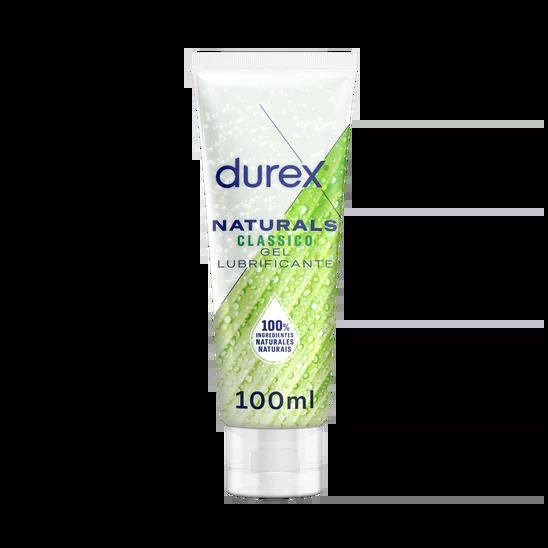 durex
NATURALS
CLASSICO
GEL
LUBRIFICANTE
100%
INGREDIENTES
NATURALES
NATURAIS
100ml